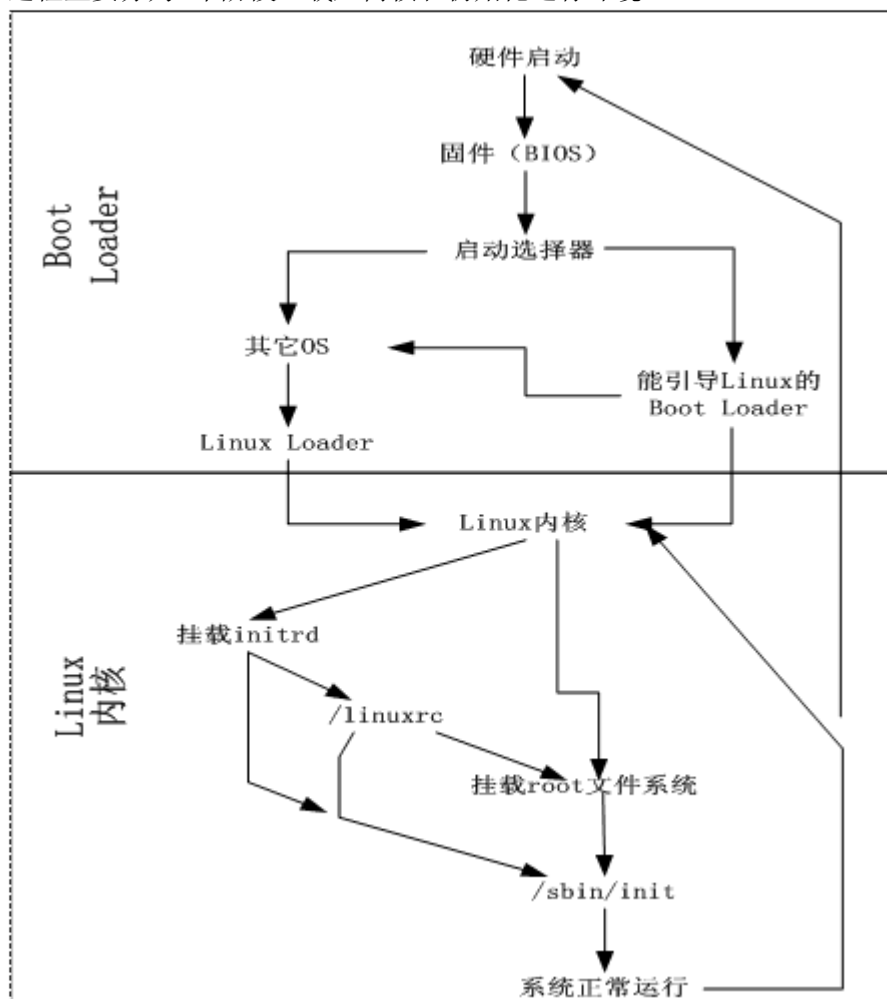 硬件启动
固件（BIOS）
Boot
Loader
启动选择器
其它OS
能引导Linux的
Boot Loader
Linux Loader
Linux内核
挂载initrd
Linux
内核
/linuxrc
挂载root文件系统
/sbin/init
系统正常运行